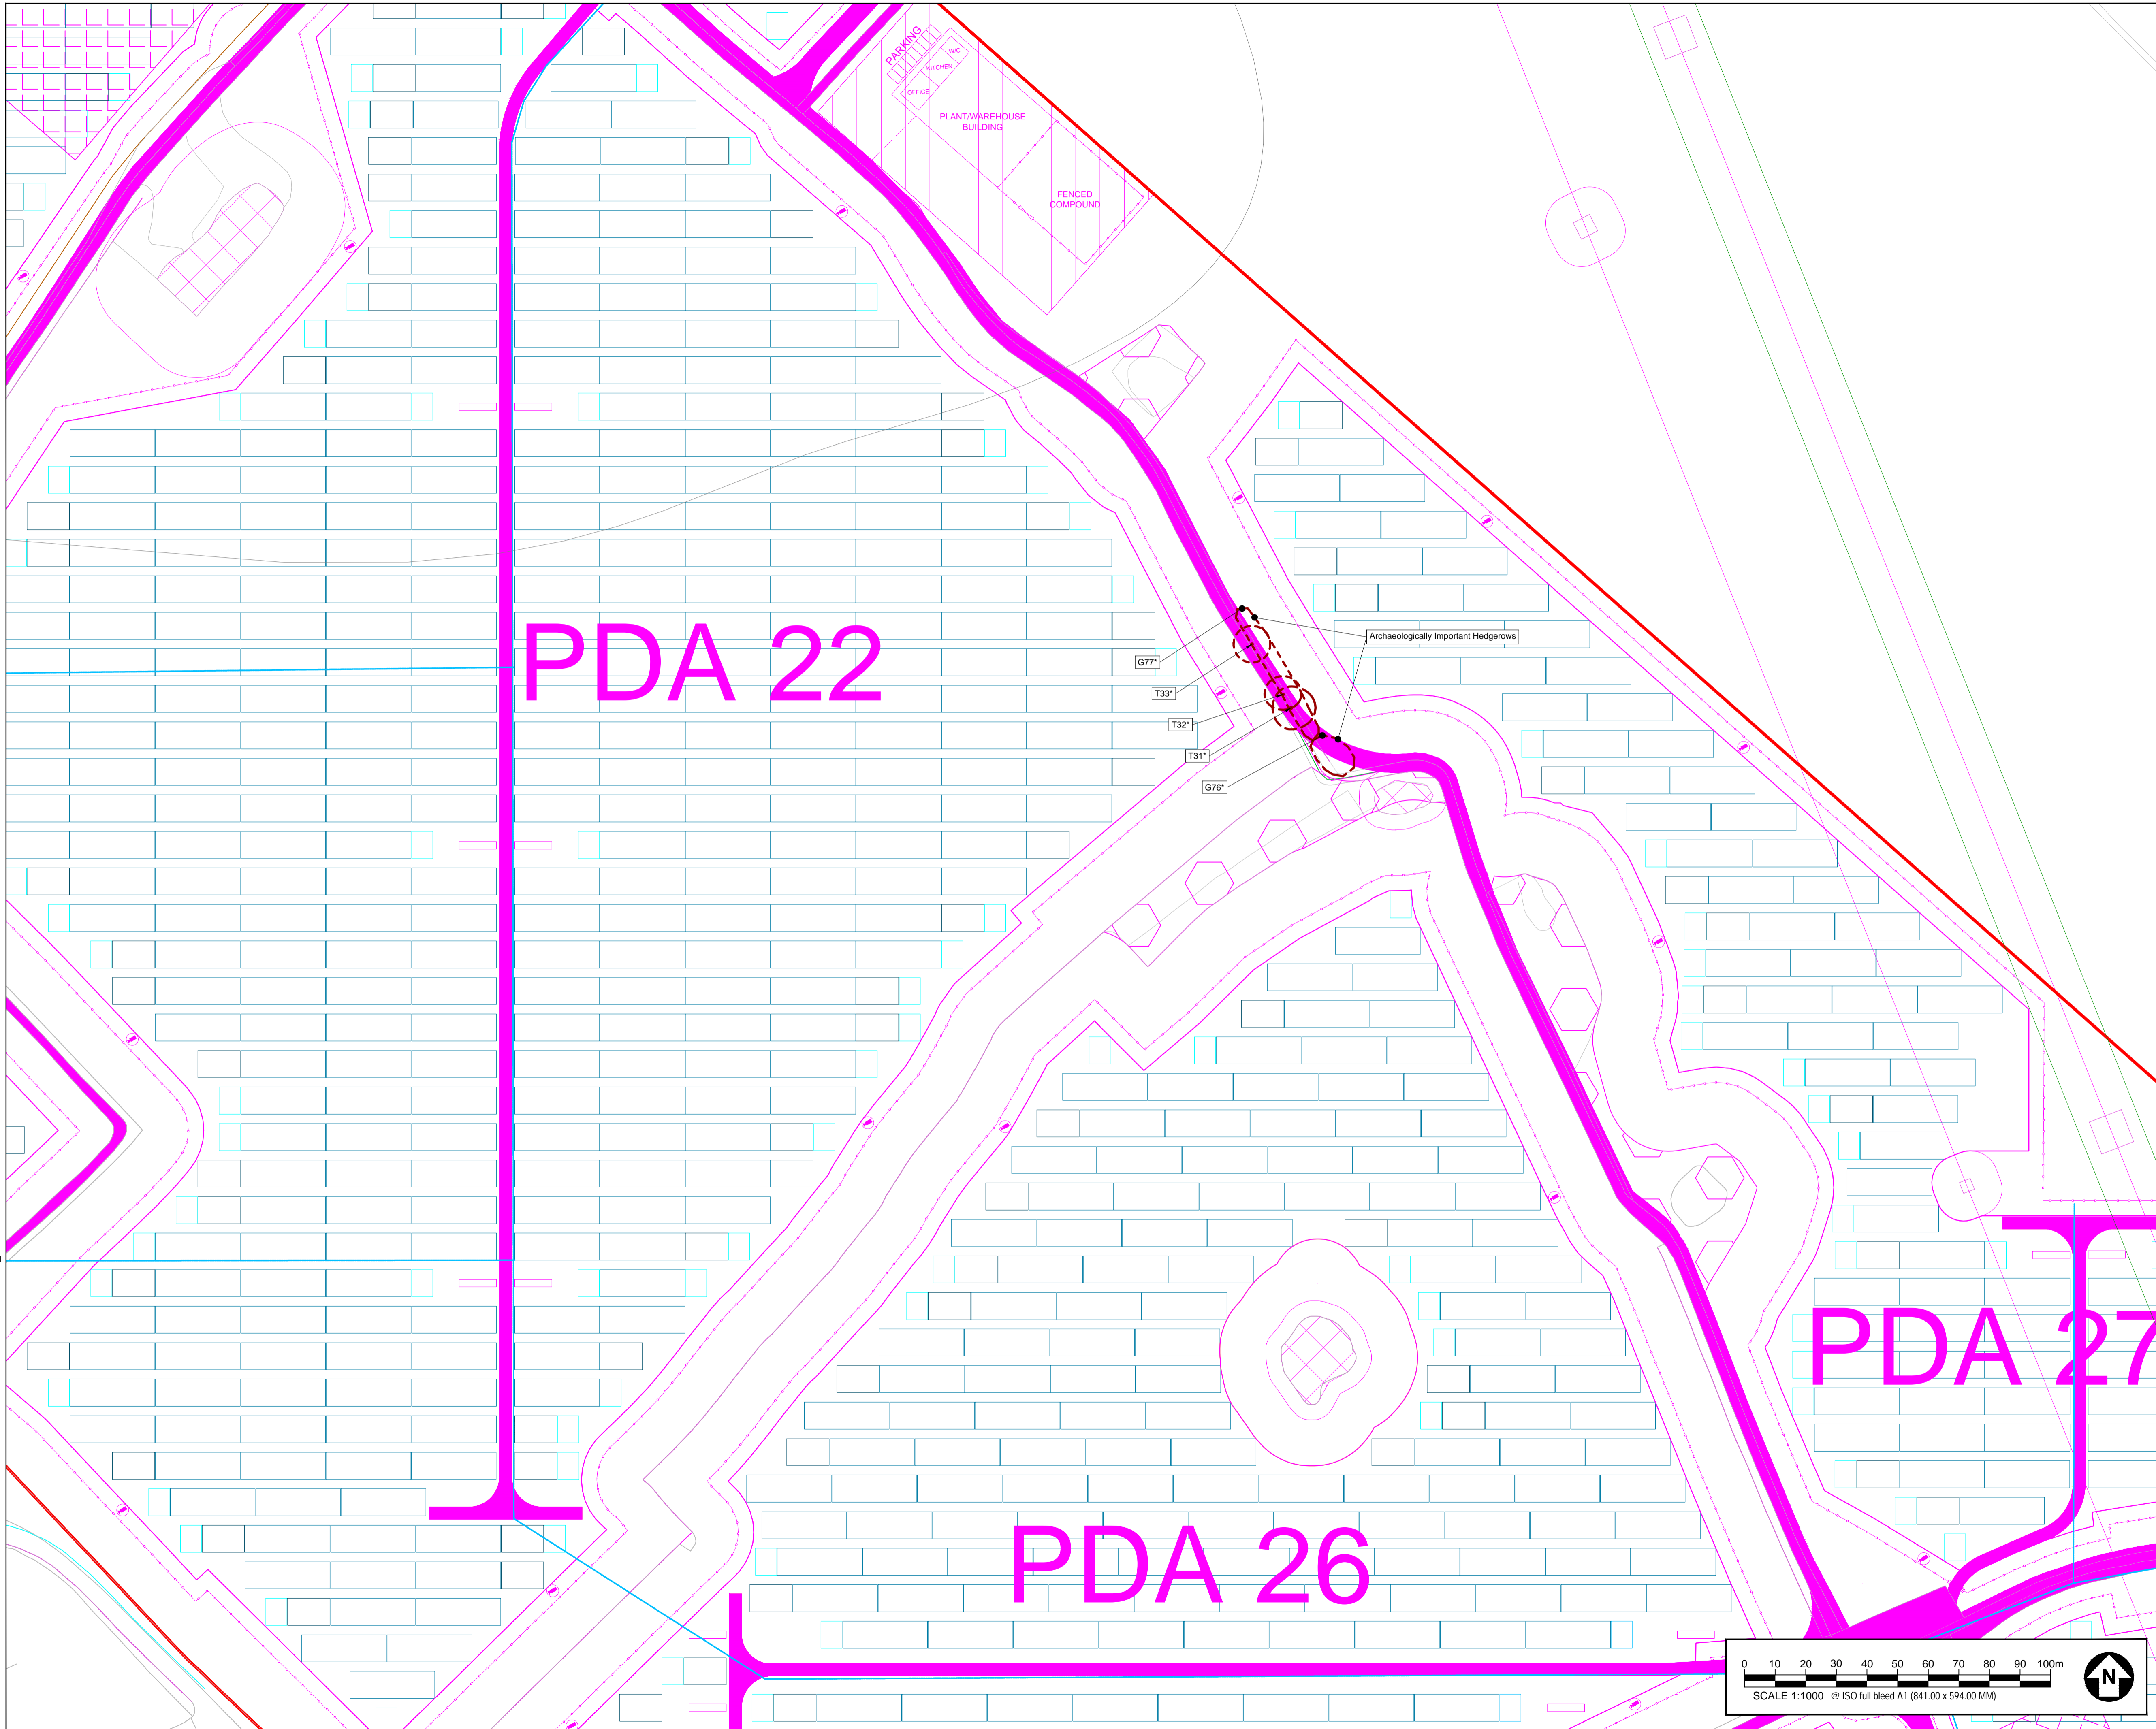 PARKING
W/C
KITCHEN
OFFICE
PLANT/WAREHOUSE
BUILDING
FENCED
COMPOUND
PDA 22
Archaeologically Important Hedgerows
G77*
T33*
T32*
T31*
G76*
PDA 27
PDA 26
0 10 20 30 40 50 60 70 80 90 100m
SCALE 1:1000 @ ISO full bleed A1 (841.00 x 594.00 MM)
N